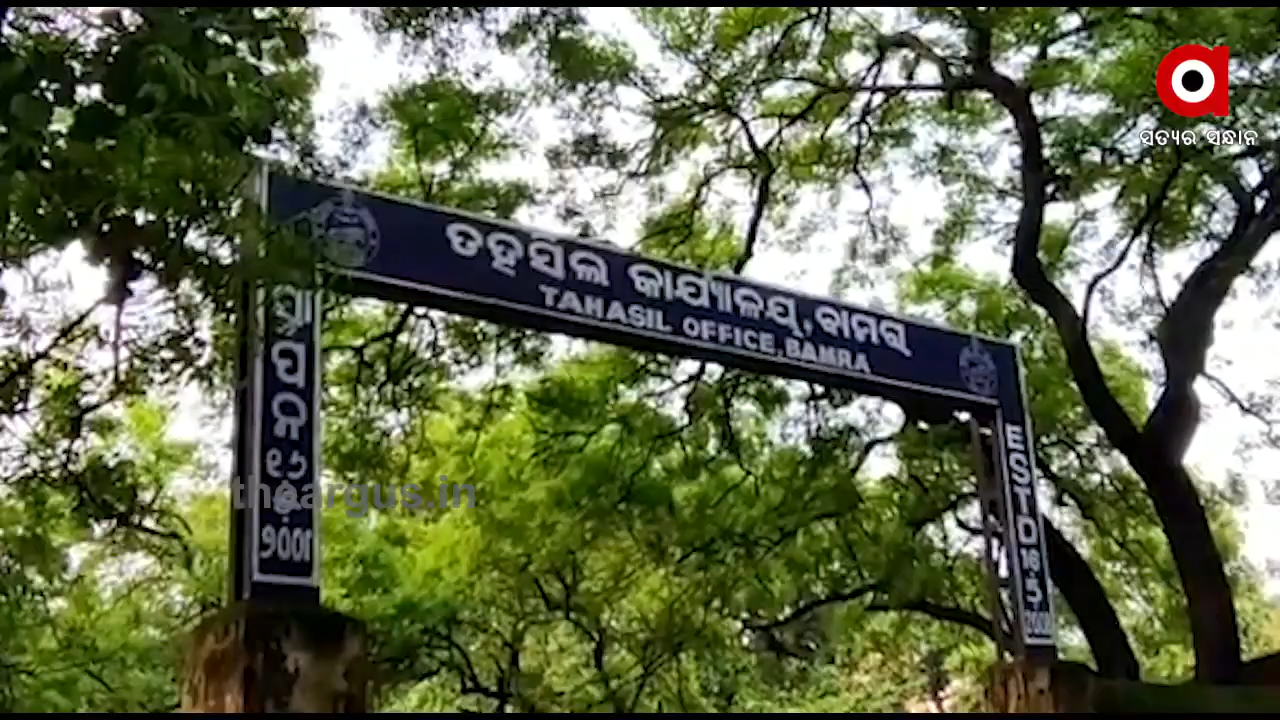 ସତ୍ୟର ସନ୍ଧାନ
ତହସିଲ କାର୍ଯ୍ୟାଳୟ, ବାମରା
TAHASIL OFFICE, BAMRA
ସ୍ଥାପନ
ESTD
theargus.in